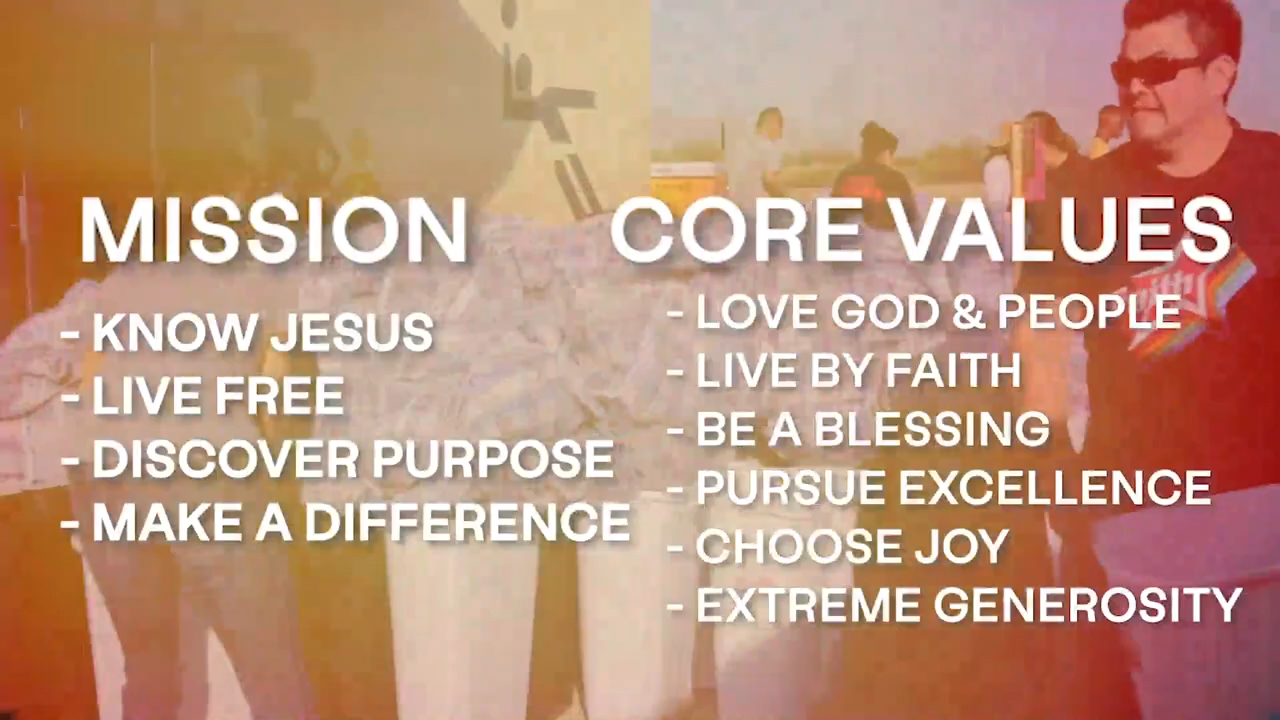 MISSION
- KNOW JESUS
- LIVE FREE
- DISCOVER PURPOSE
- MAKE A DIFFERENCE
CORE VALUES
- LOVE GOD & PEOPLE
- LIVE BY FAITH
- BE A BLESSING
- PURSUE EXCELLENCE
- CHOOSE JOY
- EXTREME GENEROSITY